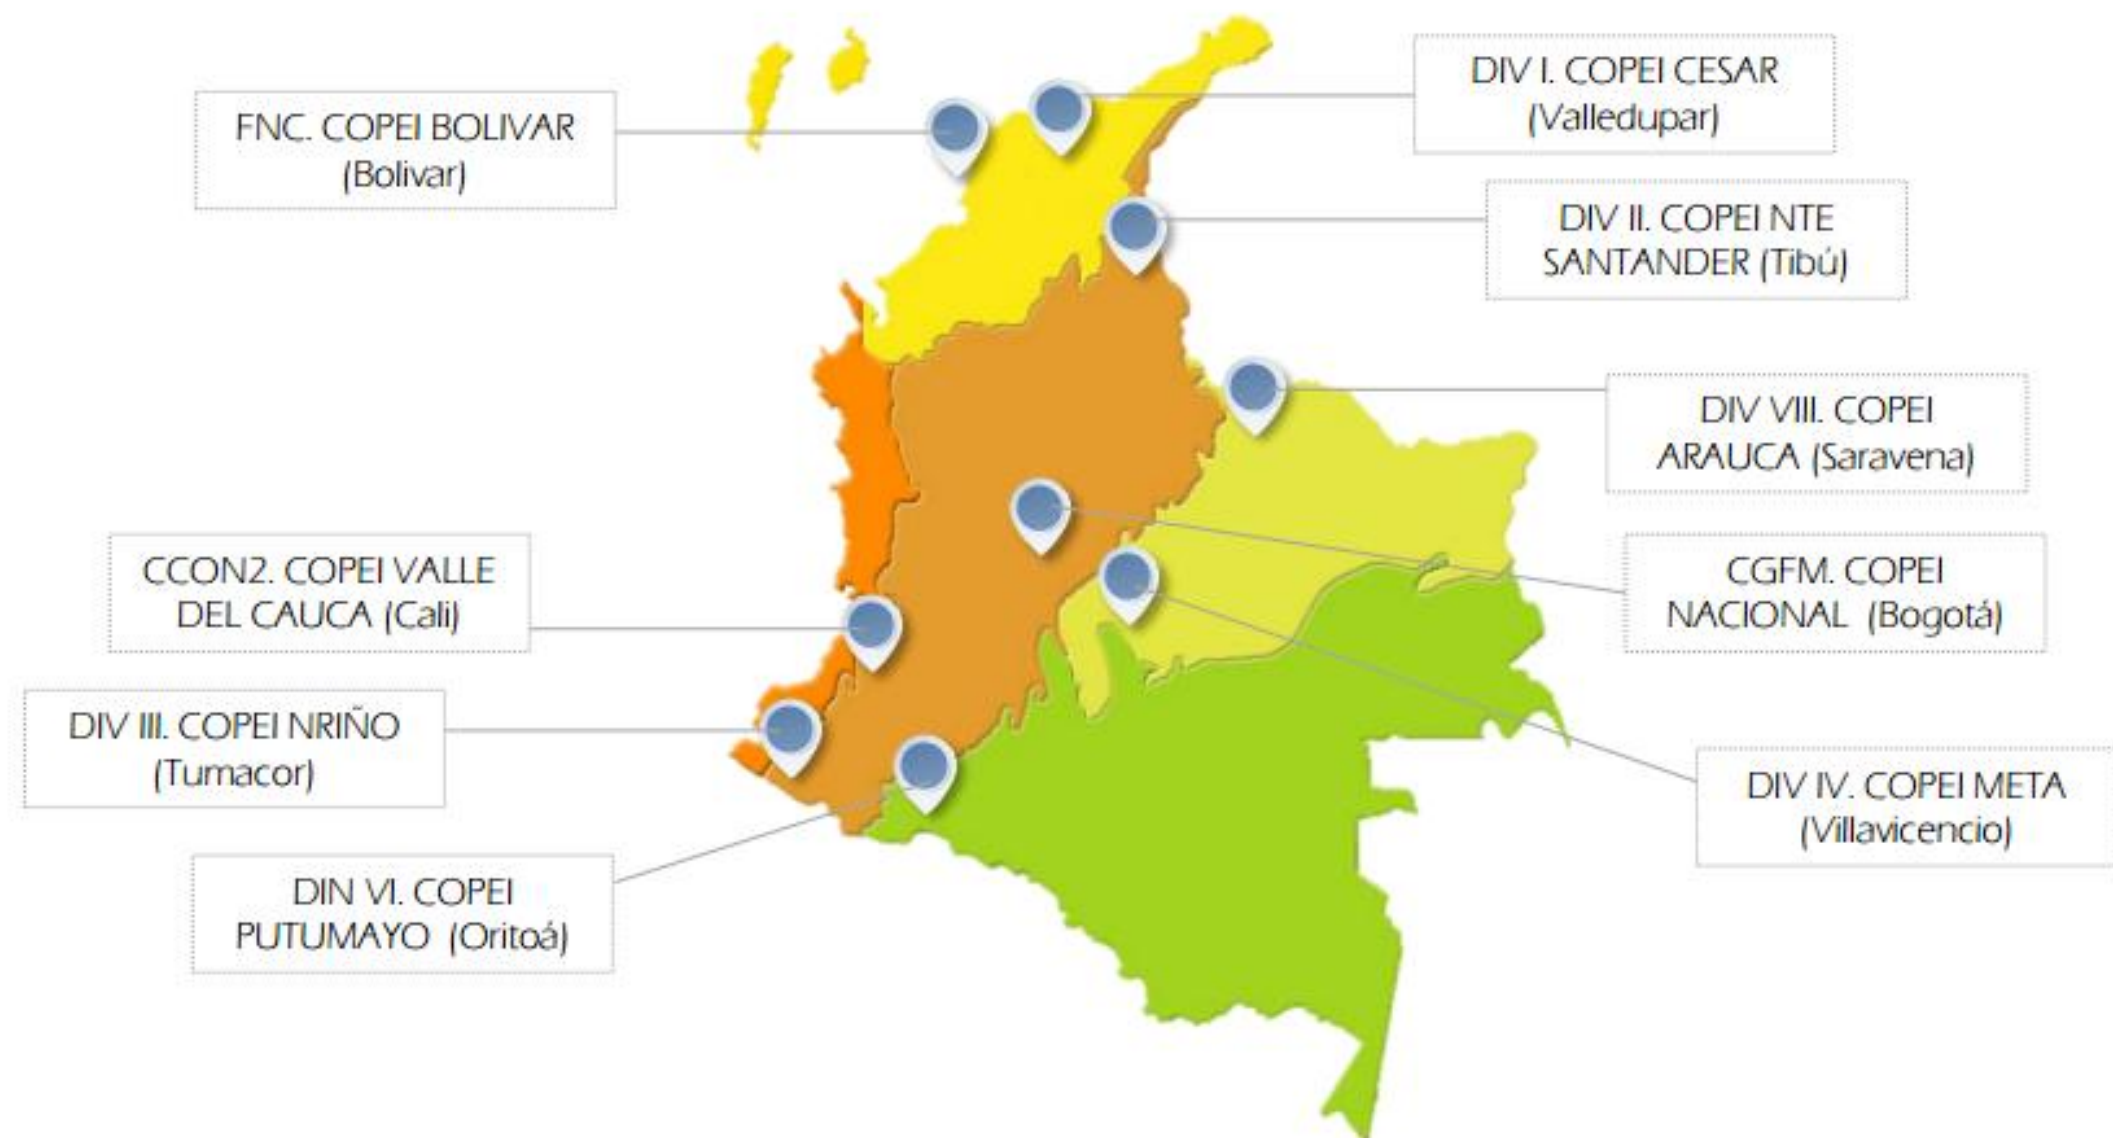 FNC. COPEI BOLIVAR
(Bolivar)
DIV I. COPEI CESAR
(Valledupar)
DIV II. COPEI NTE
SANTANDER (Tibú)
DIV VIII. COPEI
ARAUCA (Saravena)
CCON2. COPEI VALLE
DEL CAUCA (Cali)
CGFM. COPEI
NACIONAL (Bogotá)
DIV III. COPEI NRIÑO
(Tumacor)
DIV IV. COPEI META
(Villavicencio)
DIN VI. COPEI
PUTUMAYO (Oritoá)